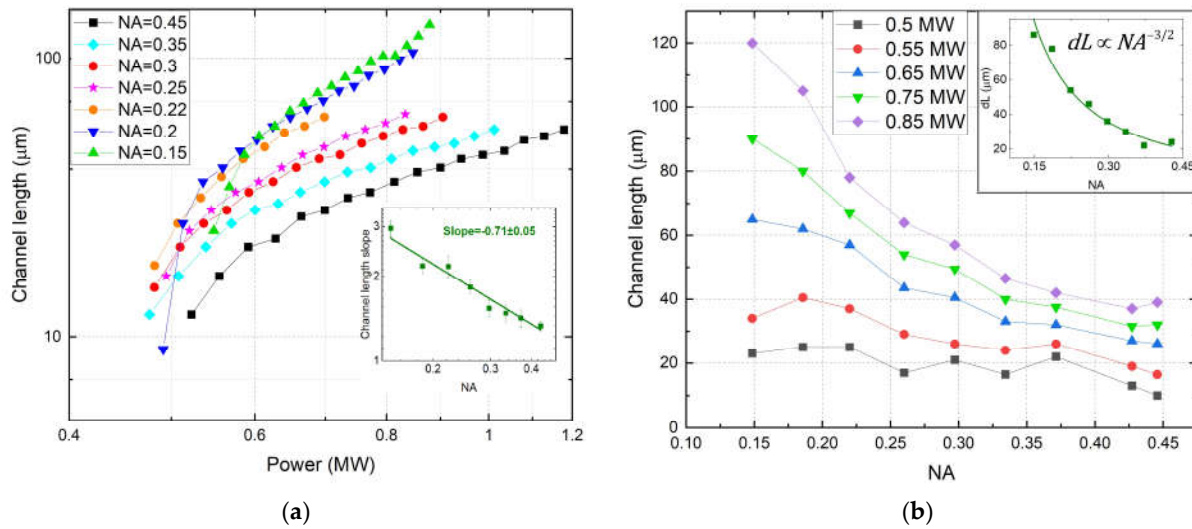 NA=0.45
NA=0.35
NA=0.3
NA=0.25
NA=0.22
NA=0.2
NA=0.15
100
10
Channel length (μm)
0.4
0.6
0.8
1
1.2
Power (MW)
Slope=-0.71±0.05
Channel length slope
3
2
1
0.2
0.3
0.4
NA
(a)
0.5 MW
0.55 MW
0.65 MW
0.75 MW
0.85 MW
120
100
80
60
40
20
0
Channel length (μm)
0.10
0.15
0.20
0.25
0.30
0.35
0.40
0.45
NA
dL ∝ NA⁻³/²
80
60
40
20
dL (μm)
0.15
0.30
0.45
NA
(b)